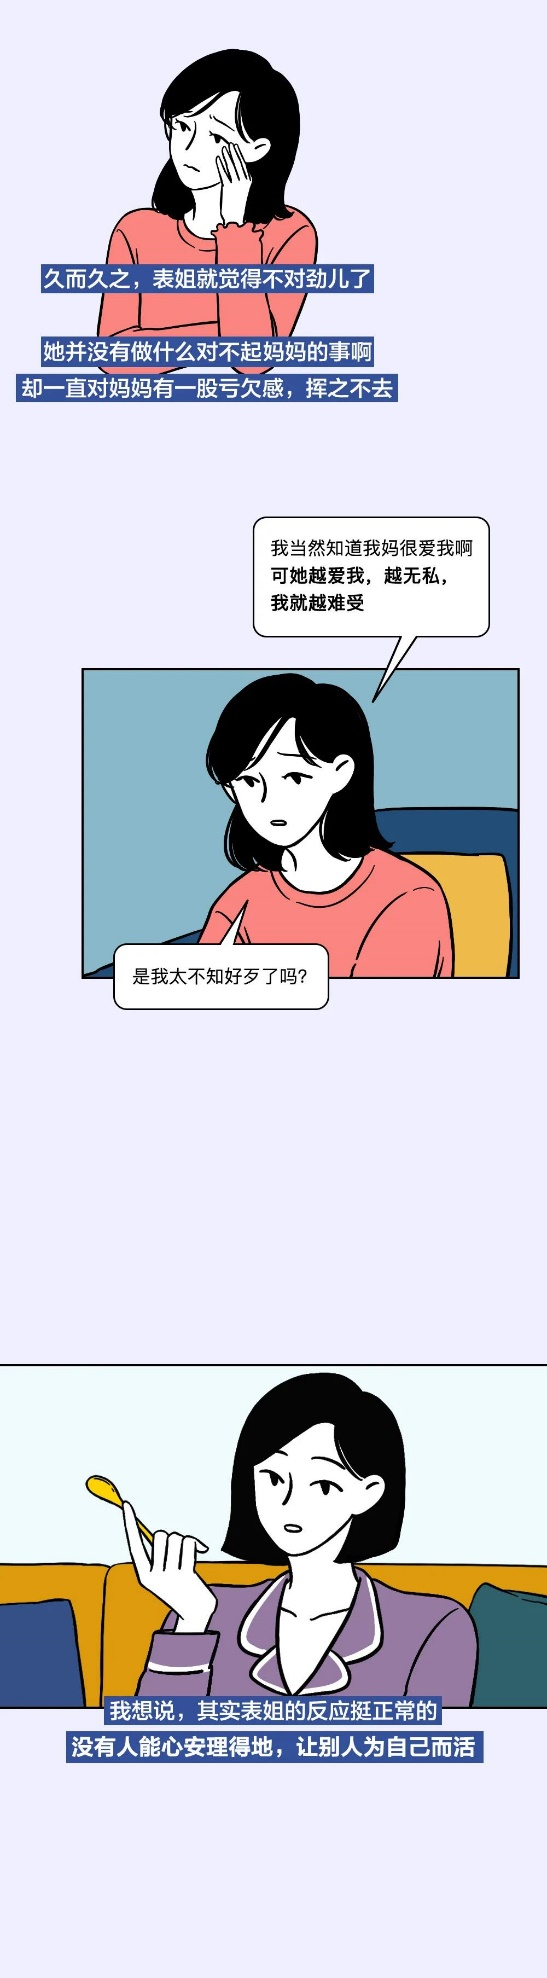 久而久之，表姐就觉得不对劲儿了
她并没有做什么对不起妈妈的事啊
却一直对妈妈有一股亏欠感，挥之不去
我当然知道我妈很爱我啊
可她越爱我，越无私，
我就越难受
是我太不知好歹了吗？
我想说，其实表姐的反应挺正常的
没有人能心安理得地，让别人为自己而活